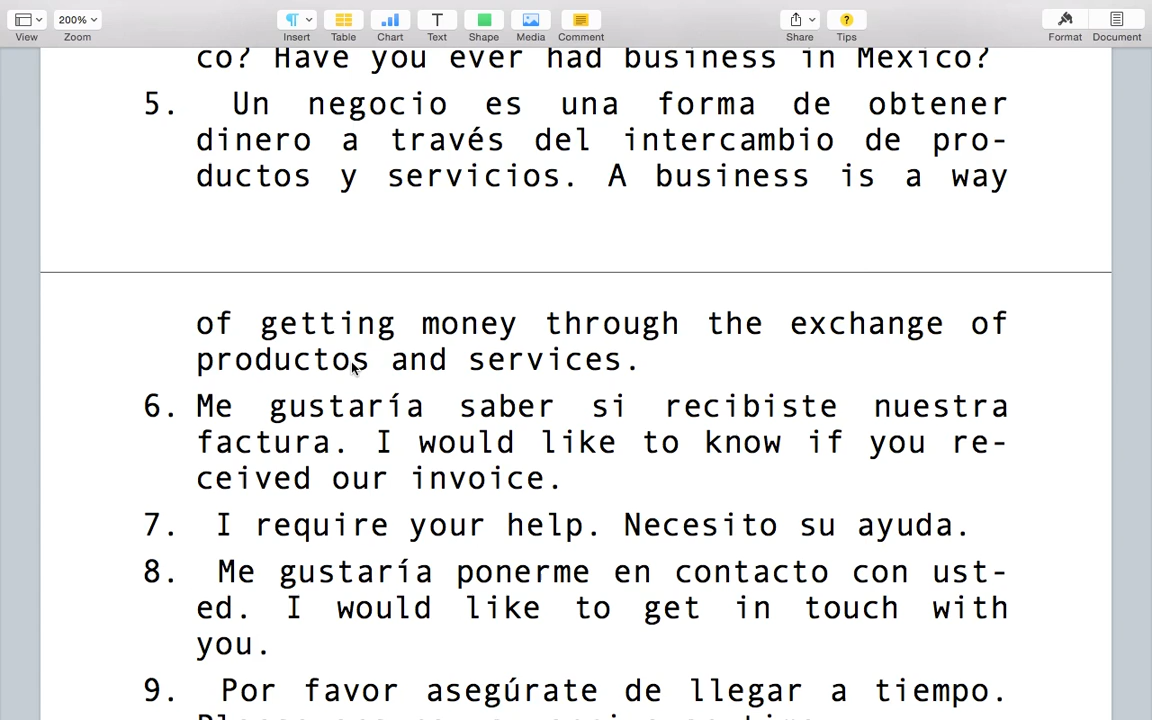 200%
View
Zoom
Insert
Table
Chart
Text
Shape
Media
Comment
Share
Tips
Format
Document
co? Have you ever had business in Mexico?
5. Un negocio es una forma de obtener
dinero a través del intercambio de pro-
ductos y servicios. A business is a way
of getting money through the exchange of
productos and services.
6. Me gustaría saber si recibiste nuestra
factura. I would like to know if you re-
ceived our invoice.
7. I require your help. Necesito su ayuda.
8. Me gustaría ponerme en contacto con ust-
ed. I would like to get in touch with
you.
9. Por favor asegúrate de llegar a tiempo.